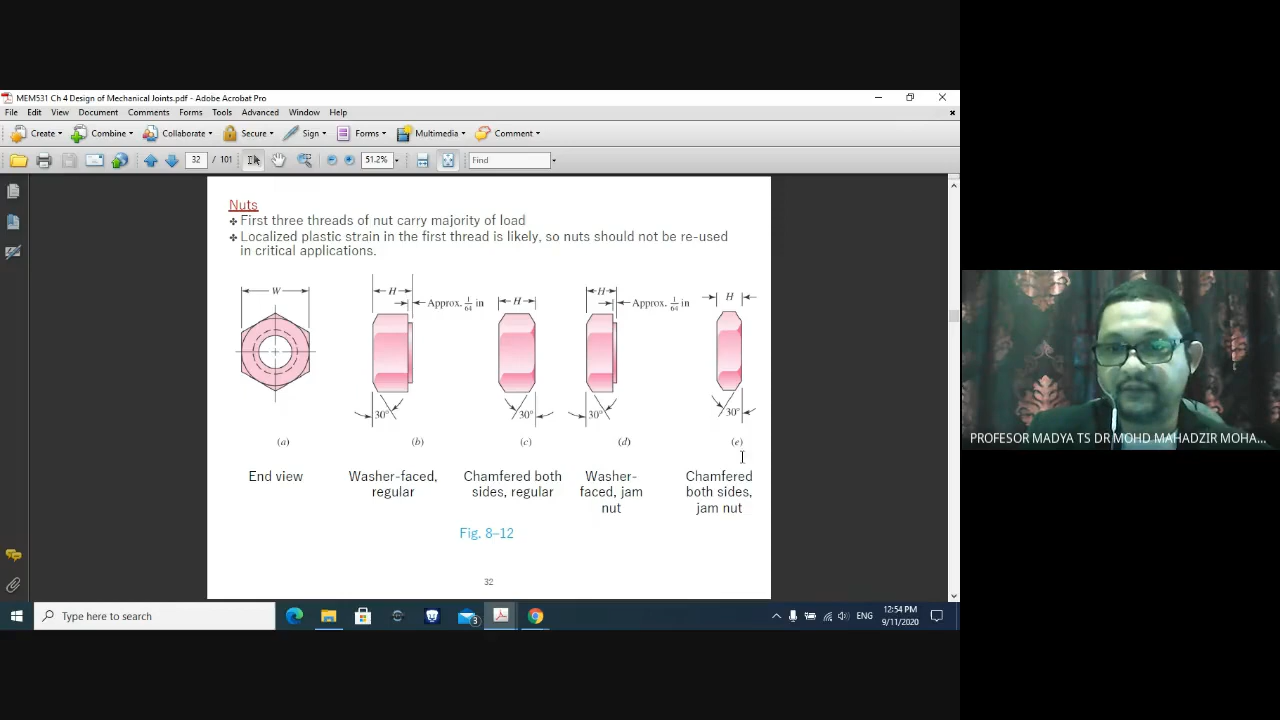 MEM531 Ch 4 Design of Mechanical Joints.pdf - Adobe Acrobat Pro
File Edit View Document Comments Forms Tools Advanced Window Help
Create Combine Collaborate Secure Sign Forms Multimedia Comment
32 / 101 51.2% Find
Nuts
❖ First three threads of nut carry majority of load
❖ Localized plastic strain in the first thread is likely, so nuts should not be re-used
in critical applications.
W H Approx. 1/64 in H H Approx. 1/64 in H
30° 30° 30° 30°
(a) (b) (c) (d) (e)
End view
Washer-faced,
regular
Chamfered both
sides, regular
Washer-
faced, jam
nut
Chamfered
both sides,
jam nut
Fig. 8–12
32
PROFESOR MADYA TS DR MOHD MAHADZIR MOHA...
Type here to search
3
ENG
12:54 PM
9/11/2020